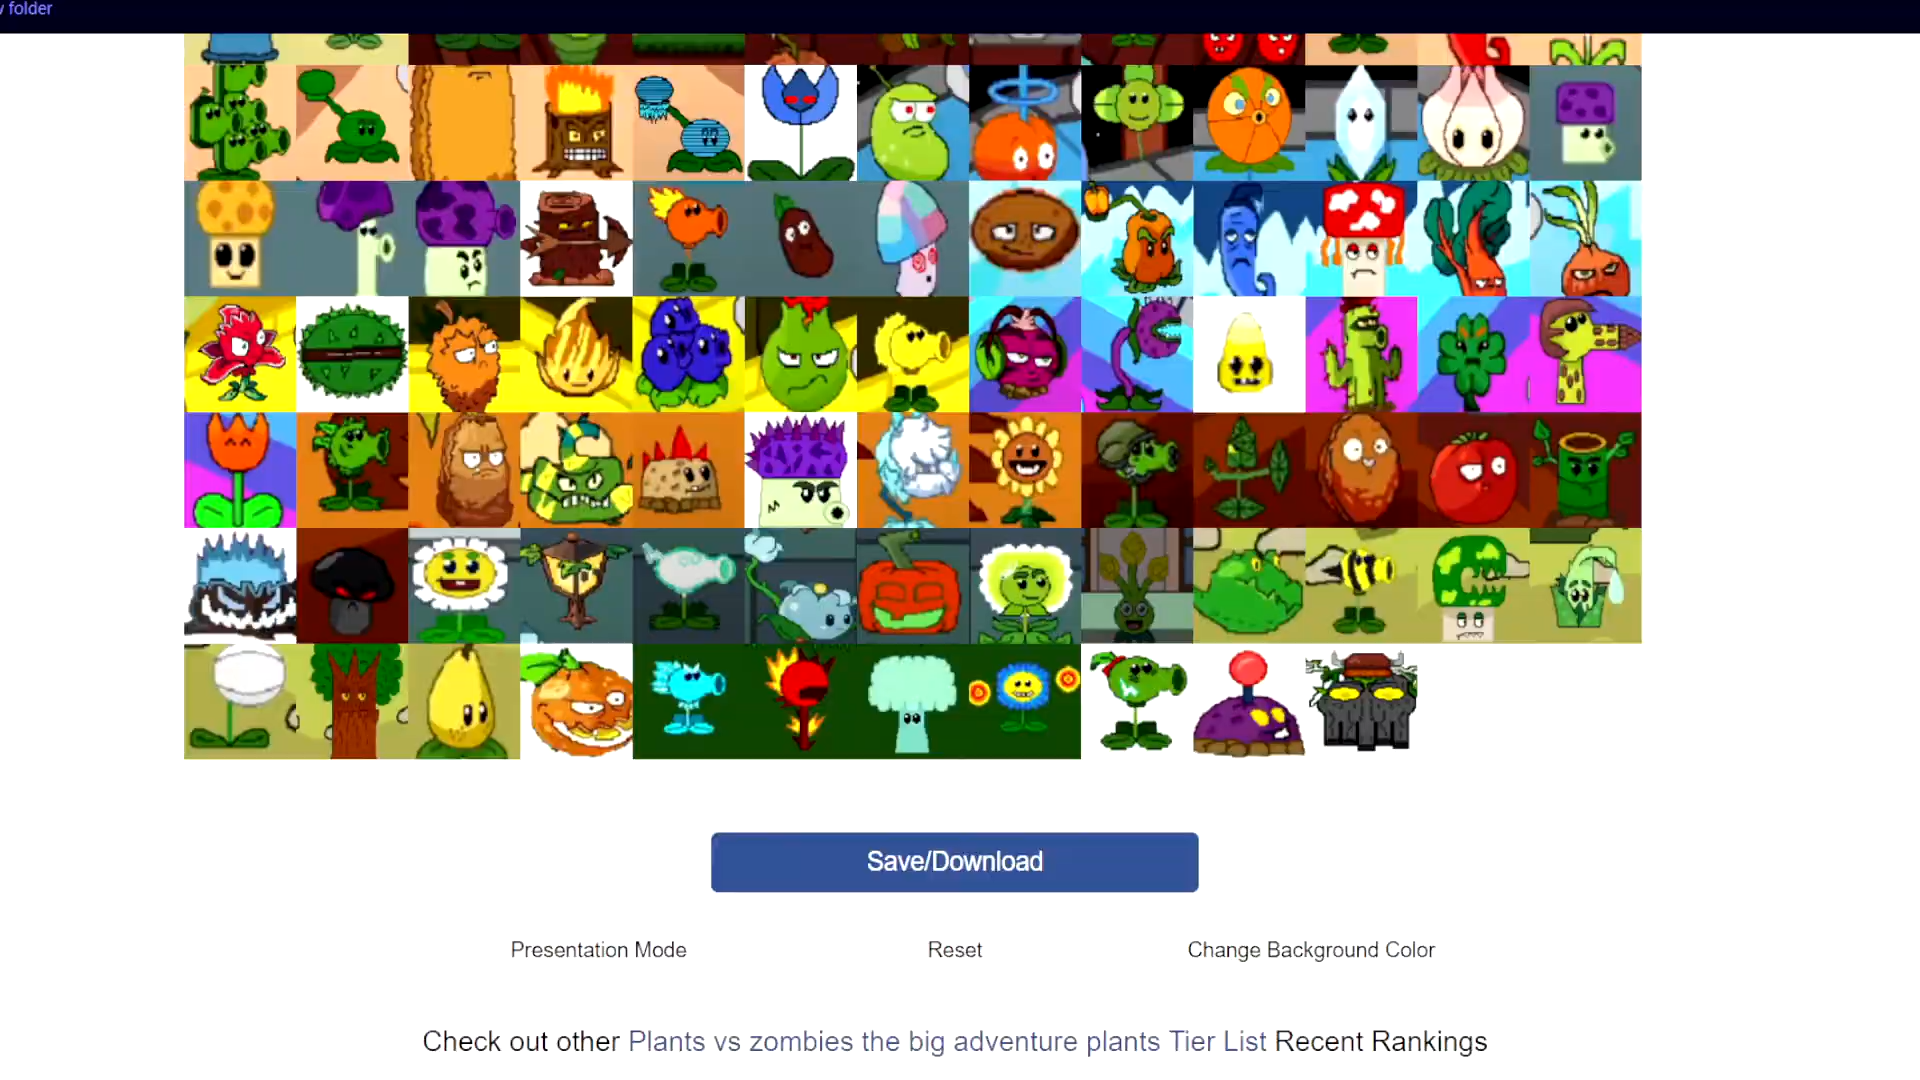 folder
Save/Download
Presentation Mode
Reset
Change Background Color
Check out other Plants vs zombies the big adventure plants Tier List Recent Rankings